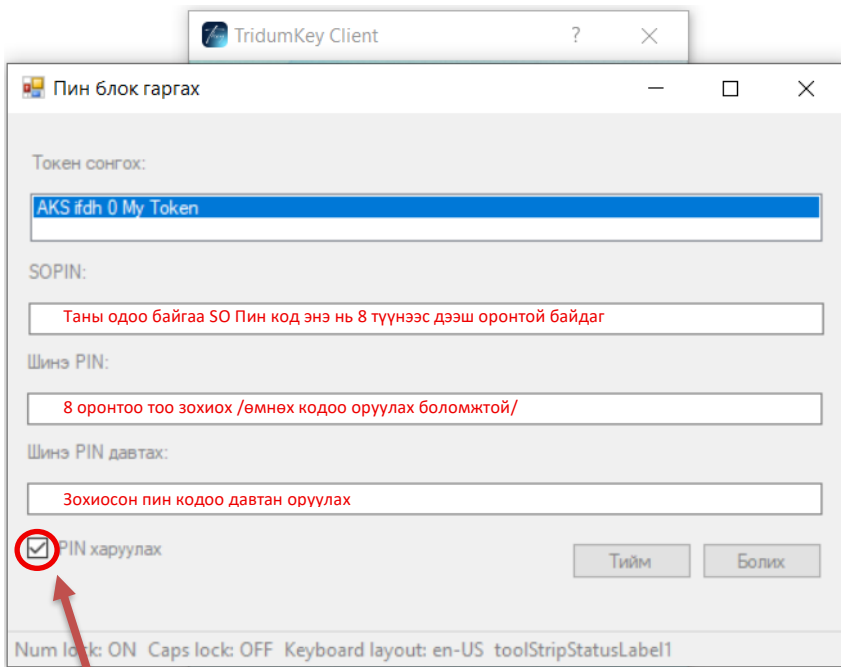 TridumKey Client
Пин блок гаргах
Токен сонгох:
AKS ifdh 0 My Token
SOPIN:
Таны одоо байгаа SO Пин код энэ нь 8 түүнээс дээш оронтой байдаг
Шинэ PIN:
8 оронтоо тоо зохиох /өмнөх кодоо оруулах боломжтой/
Шинэ PIN давтах:
Зохиосон пин кодоо давтан оруулах
PIN харуулах
Тийм
Болих
Num lock: ON Caps lock: OFF Keyboard layout: en-US toolStripStatusLabel1